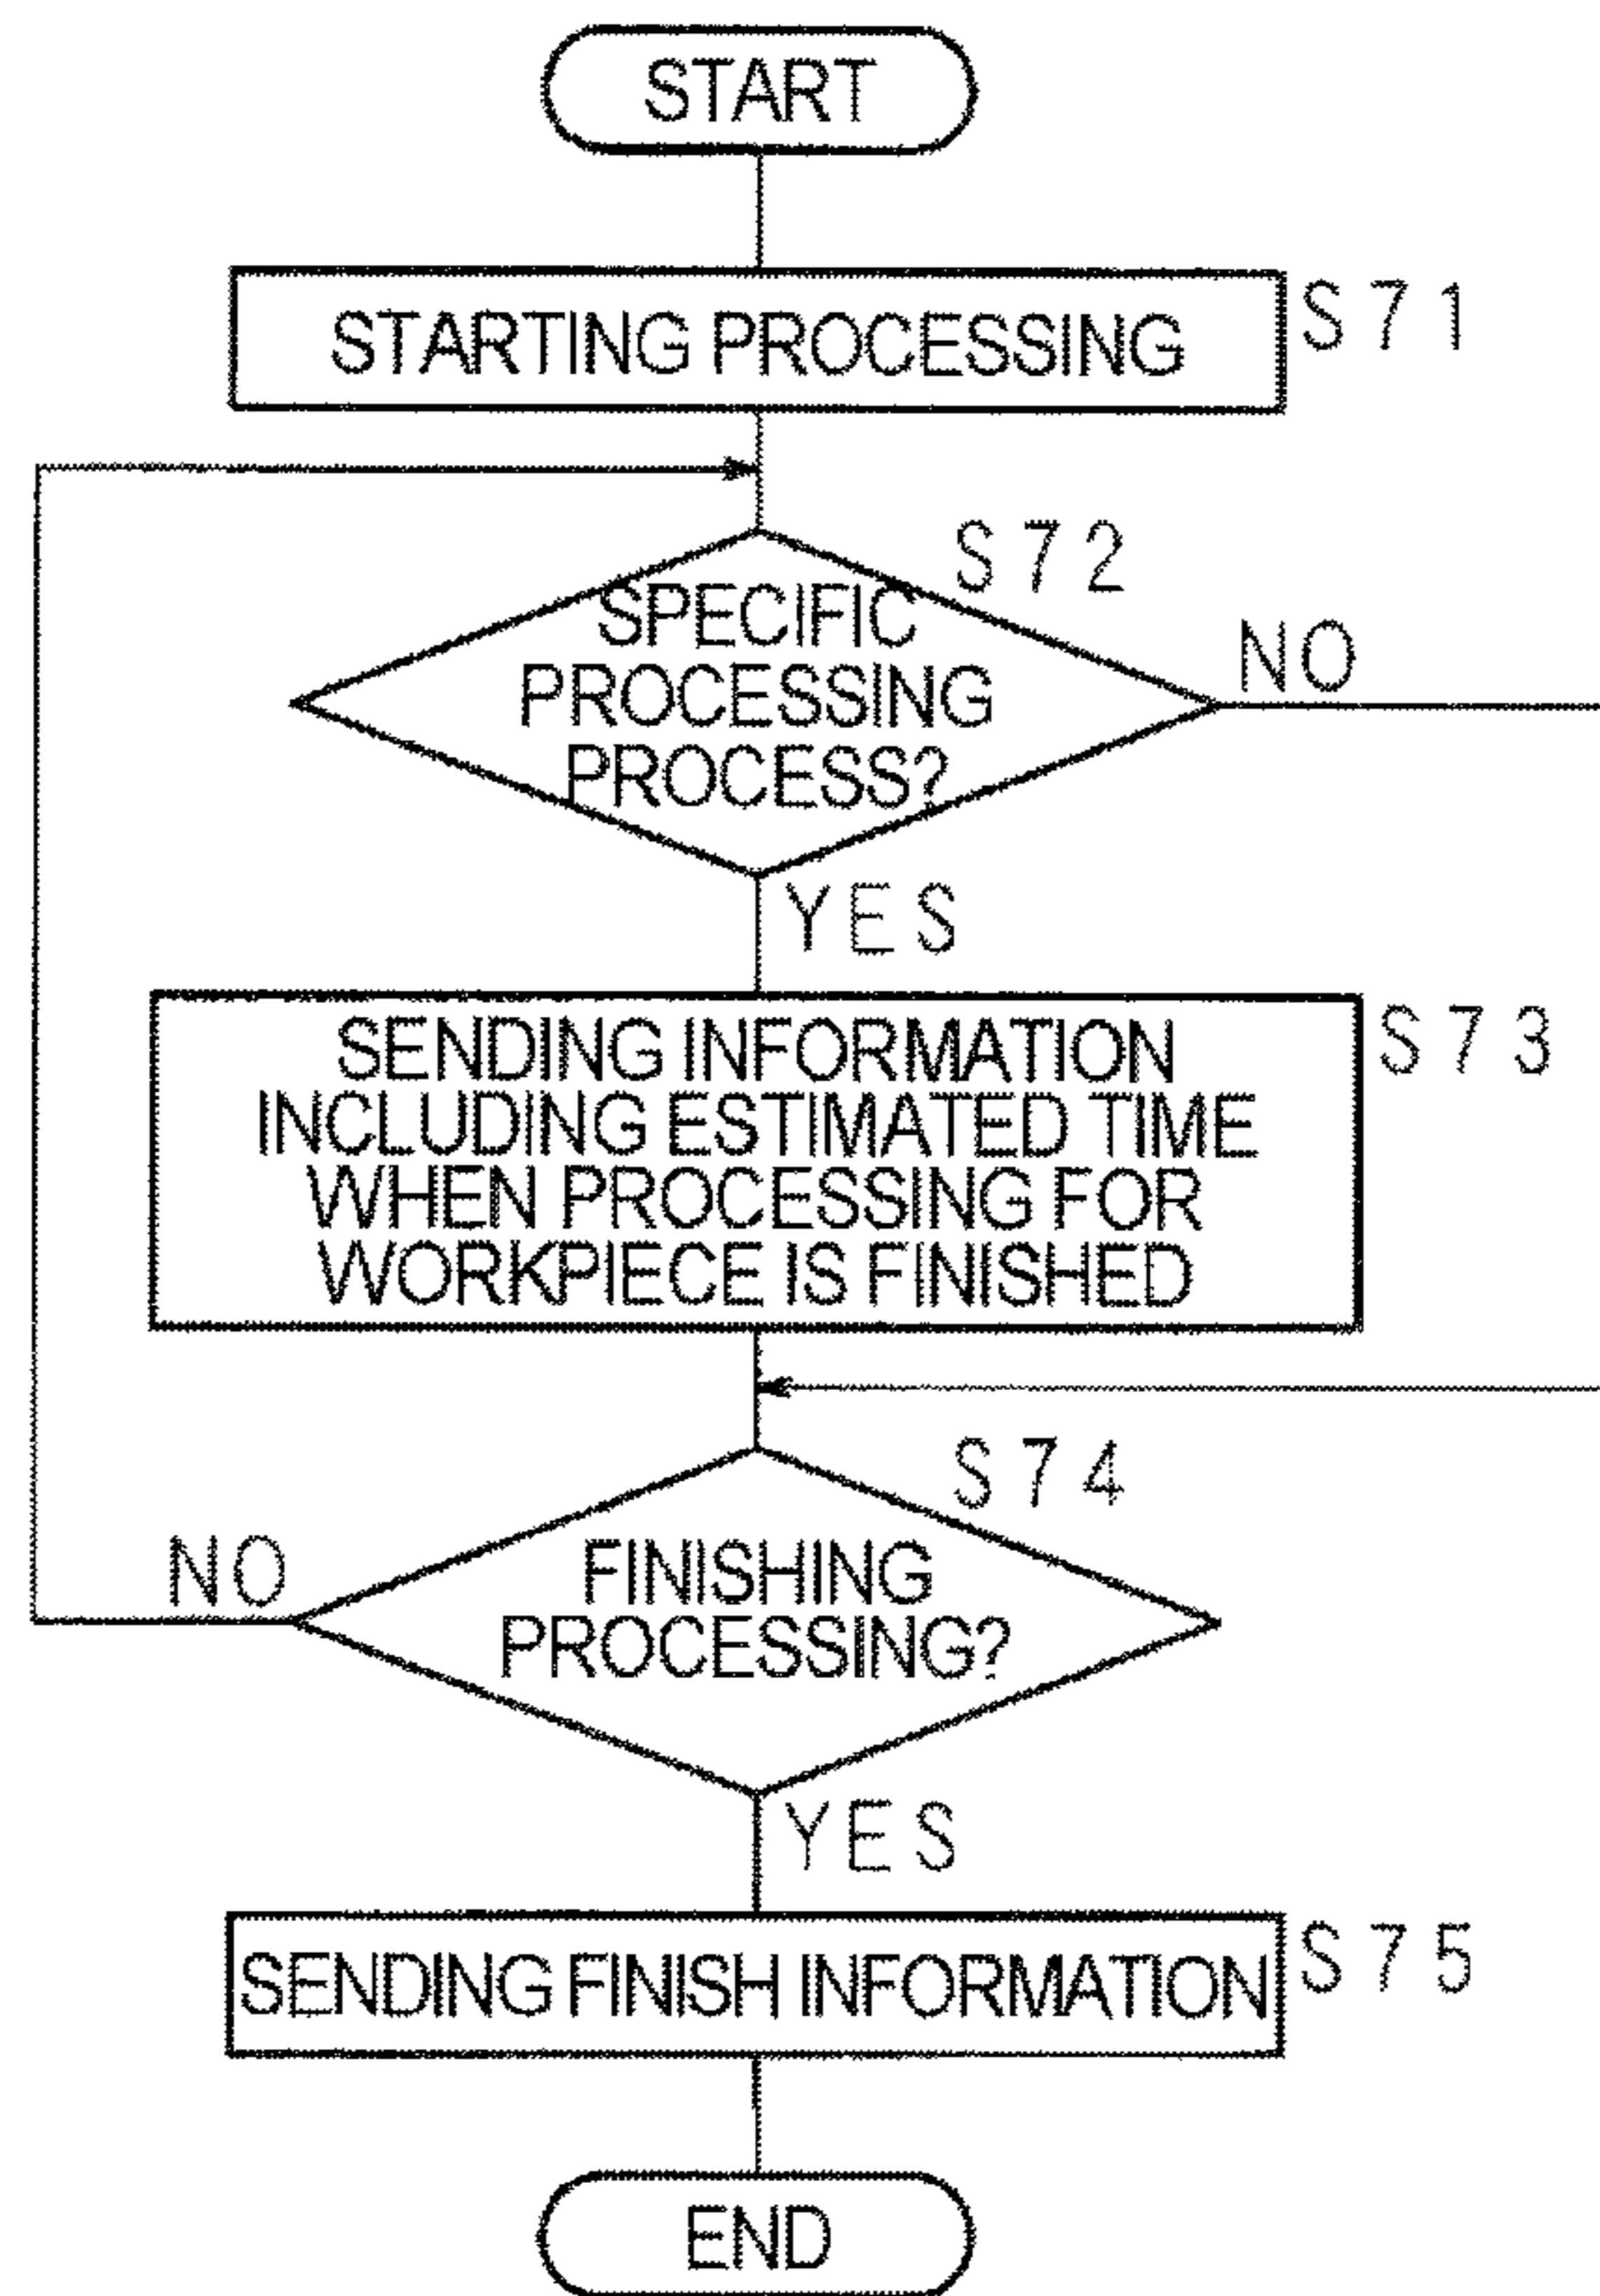 START
STARTING PROCESSING
S71
S72
SPECIFIC
PROCESSING
PROCESS?
NO
YES
SENDING INFORMATION
INCLUDING ESTIMATED TIME
WHEN PROCESSING FOR
WORKPIECE IS FINISHED
S73
S74
FINISHING
PROCESSING?
NO
YES
SENDING FINISH INFORMATION
S75
END